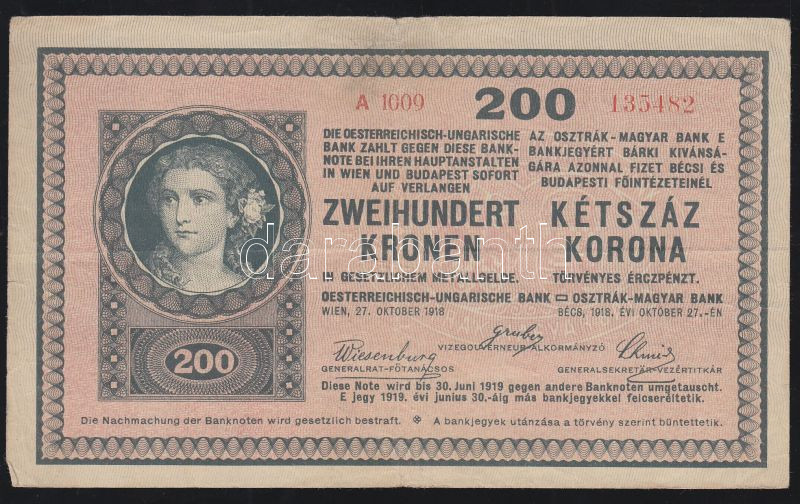 A 1009 200 135482
DIE OESTERREICHISCH-UNGARISCHE
BANK ZAHLT GEGEN DIESE BANK-
NOTE BEI IHREN HAUPTANSTALTEN
IN WIEN UND BUDAPEST SOFORT
AUF VERLANGEN
ZWEIHUNDERT
KRONEN
IN GESETZLICHEM METALLGELDE.
OESTERREICHISCH-UNGARISCHE BANK
WIEN, 27. OKTOBER 1918
AZ OSZTRÁK-MAGYAR BANK E
BANKJEGYÉRT BÁRKI KIVÁNSÁ-
GÁRA AZONNAL FIZET BÉCSI ÉS
BUDAPESTI FŐINTÉZETEINÉL
KÉTSZÁZ
KORONA
TÖRVÉNYES ÉRCZPÉNZT.
OSZTRÁK-MAGYAR BANK
BÉCS, 1918. ÉVI OKTOBER 27.-ÉN
darabanth
200
Wiesenburg
GENERALRAT-FŐTANÁCSOS
Gruber
VIZEGOUVERNEUR-ALKORMÁNYZÓ
Schmid
GENERALSEKRETÄR-VEZÉRTITKÁR
Diese Note wird bis 30. Juni 1919 gegen andere Banknoten umgetauscht.
E jegy 1919. évi junius 30.-áig más bankjegyekkel felcseréltetik.
Die Nachmachung der Banknoten wird gesetzlich bestraft. ※ A bankjegyek utánzása a törvény szerint büntettetik.